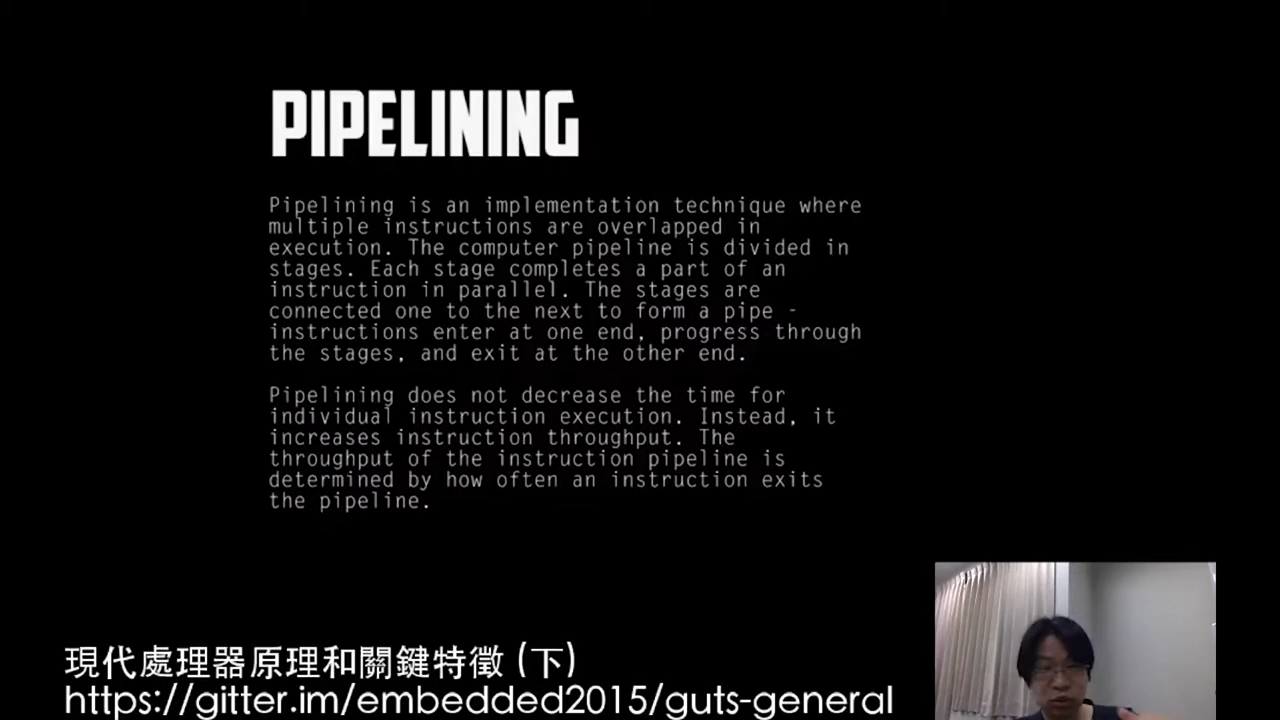 PIPELINING
Pipelining is an implementation technique where
multiple instructions are overlapped in
execution. The computer pipeline is divided in
stages. Each stage completes a part of an
instruction in parallel. The stages are
connected one to the next to form a pipe -
instructions enter at one end, progress through
the stages, and exit at the other end.
Pipelining does not decrease the time for
individual instruction execution. Instead, it
increases instruction throughput. The
throughput of the instruction pipeline is
determined by how often an instruction exits
the pipeline.
現代處理器原理和關鍵特徵 (下)
https://gitter.im/embedded2015/guts-general